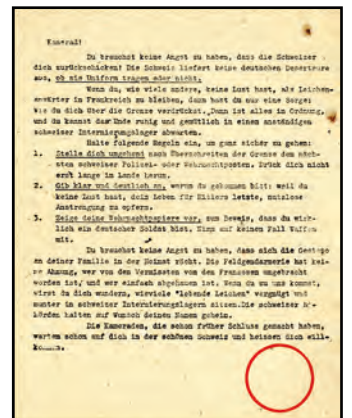 Kamerad!
Du brauchst keine Angst zu haben, dass die Schweizer
dich zurückschicken! Die Schweiz liefert keine deutschen Deserteure
aus, ob sie Uniform tragen oder nicht.
Wenn du, wie viele andere, keine Lust hast, als Leichen-
anwärter in Frankreich zu bleiben, dann hast du nur eine Sorge:
wie du dich über die Grenze verdrückst. Dann ist alles in Ordnung,
und du kannst das Ende ruhig und gemütlich in einem anständigen
schweizer Internierungslager abwarten.
Halte folgende Regeln ein, um ganz sicher zu gehen:
1. Stelle dich umgehend nach Überschreiten der Grenze dem näch-
sten schweizer Polizei- oder Wehrmachtposten. Drück dich nicht
erst lange im Lande herum.
2. Gib klar und deutlich an, warum du gekommen bist: weil du
keine Lust hast, dein Leben für Hitlers letzte, nutzlose
Anstrengung zu opfern.
3. Zeige deine Wehrmachtpapiere vor, zum Beweis, dass du wirk-
lich ein deutscher Soldat bist. Nimm auf keinen Fall Waffen
mit.
Du brauchst keine Angst zu haben, dass sich die Gestapo
an deiner Familie in der Heimat rächt. Die Feldgendarmerie hat kei-
ne Ahnung, wer von den Vermissten von den Franzosen umgebracht
worden ist, und wer einfach abgehauen ist. Wenn du zu uns kommst,
wirst du dich wundern, wieviele "lebende Leichen" vergnügt und
munter in schweizer Internierungslagern sitzen. Die schweizer Be-
hörden halten auf Wunsch deinen Namen geheim.
Die Kameraden, die schon früher Schluss gemacht haben,
warten schon auf dich in der schönen Schweiz und heissen dich will-
kommen.